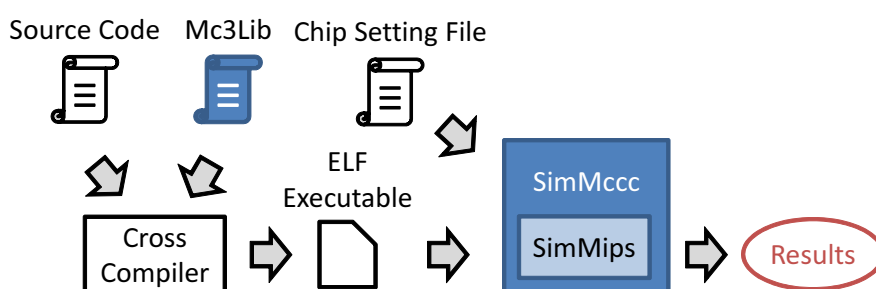 Source Code
Mc3Lib
Chip Setting File
ELF
Executable
SimMccc
Cross
Compiler
SimMips
Results